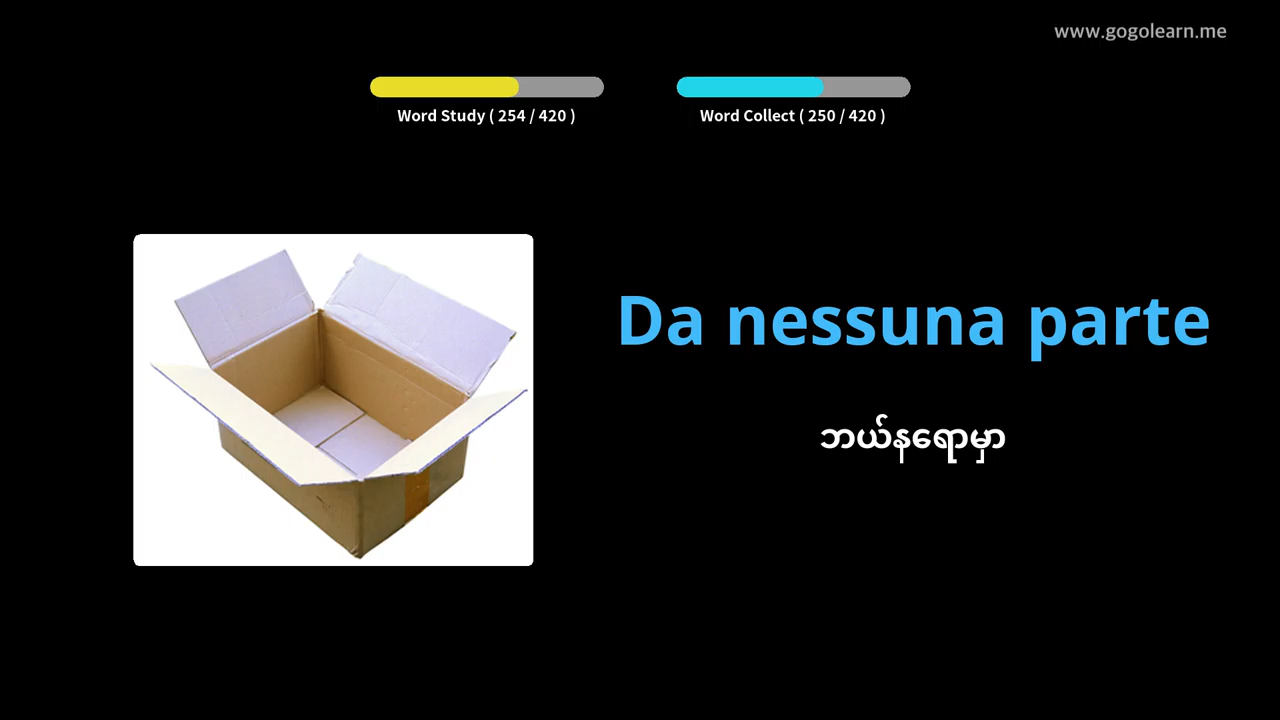 www.gogolearn.me
Word Study ( 254 / 420 )
Word Collect ( 250 / 420 )
Da nessuna parte
ဘယ်နရောမှာ